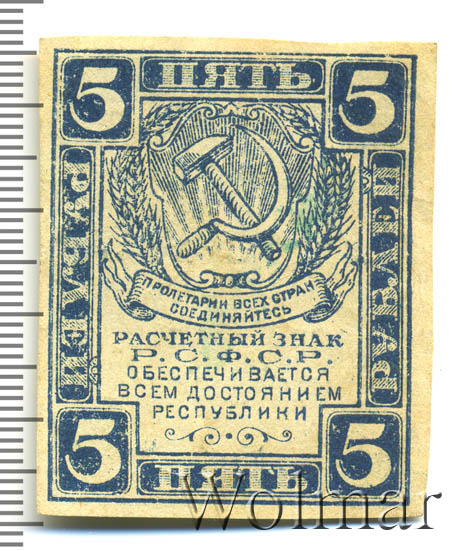 5 ПЯТЬ 5
РУБЛЕЙ
РУБЛЕЙ
ПРОЛЕТАРИИ ВСЕХ СТРАН
СОЕДИНЯЙТЕСЬ
РАСЧЕТНЫЙ ЗНАК
Р.С.Ф.С.Р.
ОБЕСПЕЧИВАЕТСЯ
ВСЕМ ДОСТОЯНИЕМ
РЕСПУБЛИКИ
5 ПЯТЬ 5
Wolmar